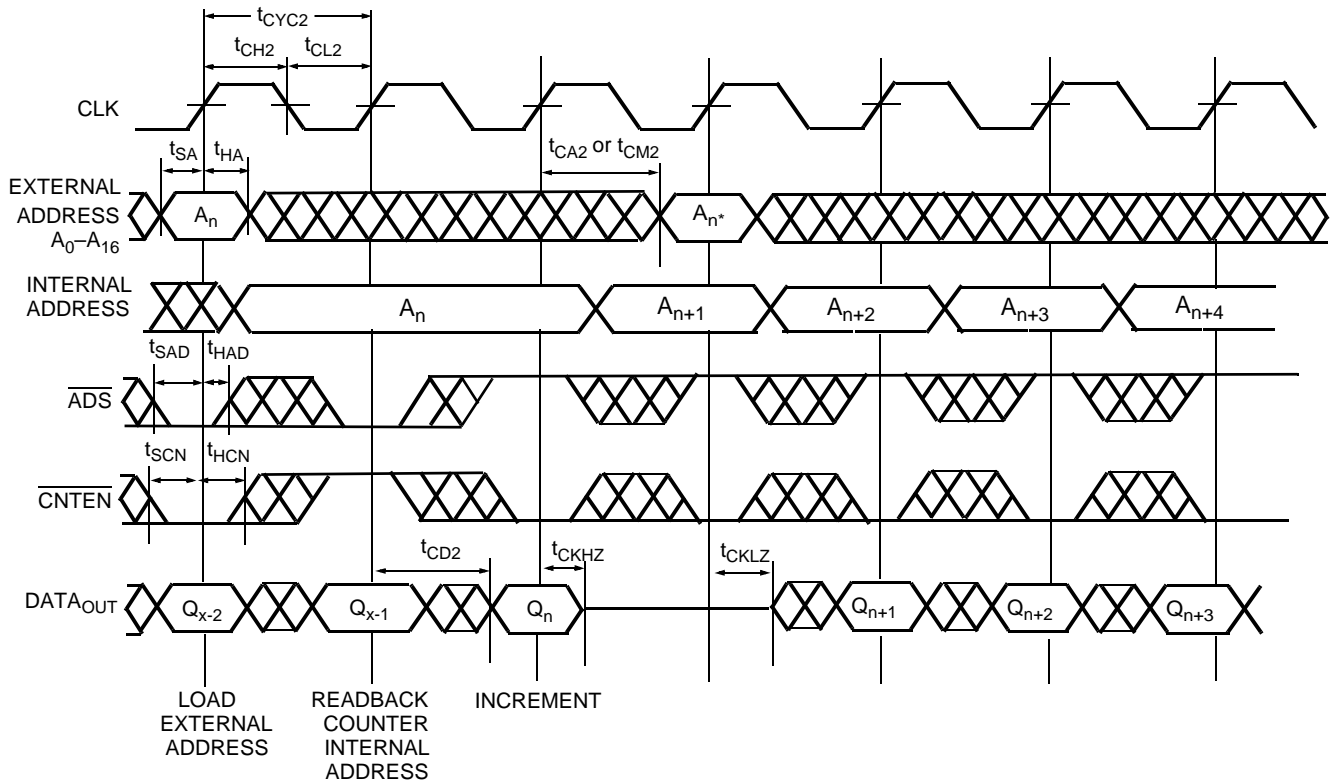 tCYC2
tCH2 tCL2
CLK
tSA tHA tCA2 or tCM2
EXTERNAL
ADDRESS
A0–A16
An An*
INTERNAL
ADDRESS
An An+1 An+2 An+3 An+4
tSAD tHAD
ADS
tSCN tHCN
CNTEN
tCD2 tCKHZ tCKLZ
DATAOUT
Qx-2 Qx-1 Qn Qn+1 Qn+2 Qn+3
LOAD
EXTERNAL
ADDRESS
READBACK
COUNTER
INTERNAL
ADDRESS
INCREMENT